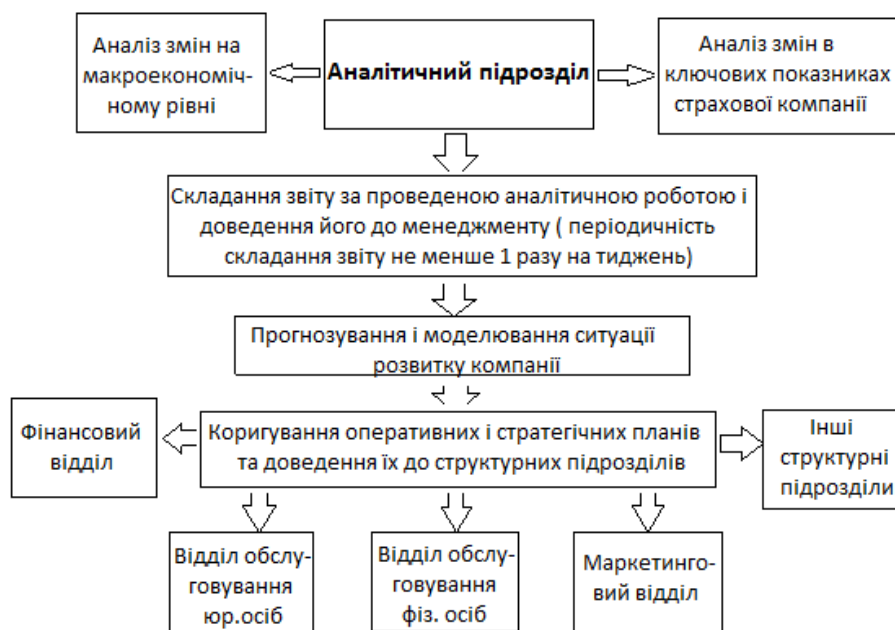 Аналіз змін на
макроекономіч-
ному рівні
Аналітичний підрозділ
Аналіз змін в
ключових показниках
страхової компанії
Складання звіту за проведеною аналітичною роботою і
доведення його до менеджменту ( періодичність
складання звіту не менше 1 разу на тиджень)
Прогнозування і моделювання ситуації
розвитку компанії
Фінансовий
відділ
Коригування оперативних і стратегічних планів
та доведення їх до структурних підрозділів
Інші
структурні
підрозділи
Відділ обслу-
говування
юр.осіб
Відділ обслу-
говування
фіз. осіб
Маркетинго-
вий відділ